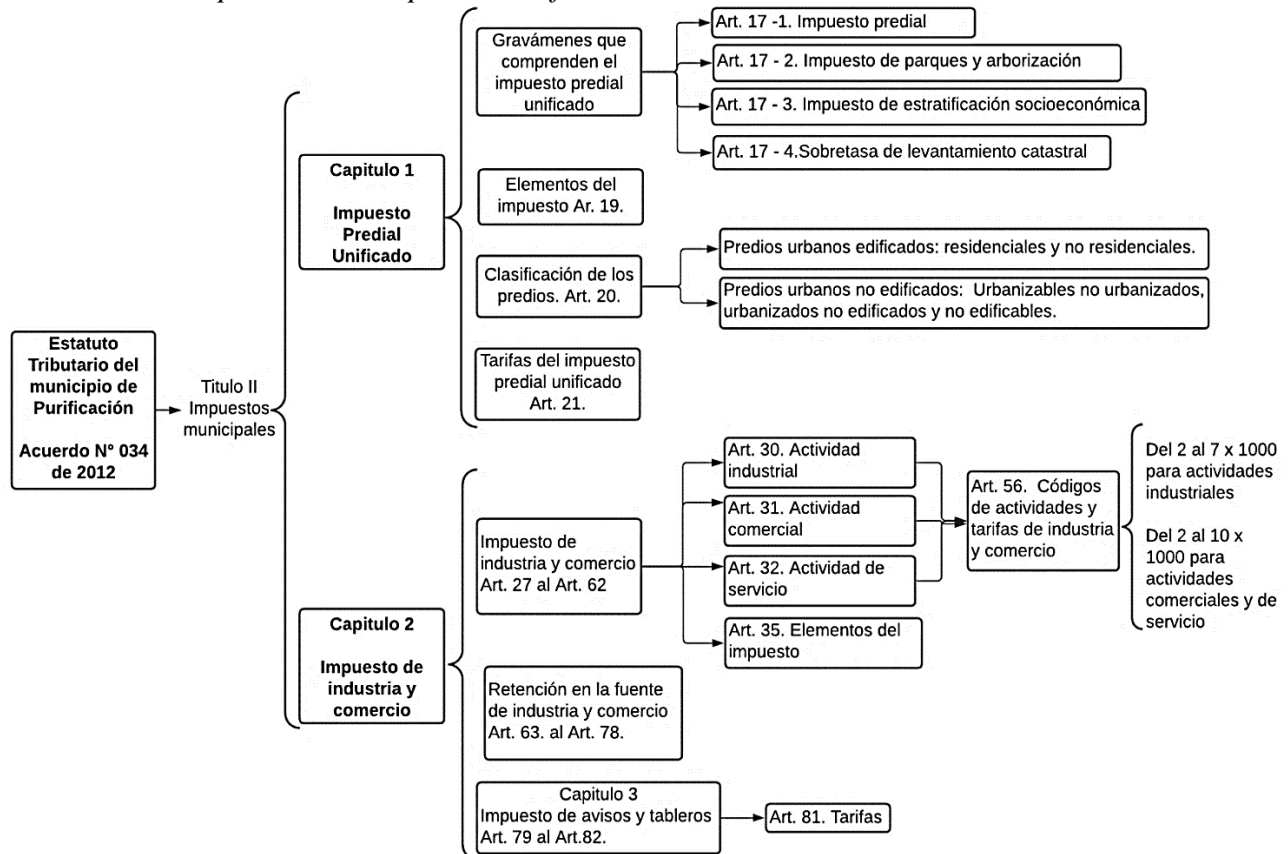 Estatuto
Tributario del
municipio de
Purificación
Acuerdo Nº 034
de 2012
Titulo II
Impuestos
municipales
Capitulo 1
Impuesto
Predial
Unificado
Gravámenes que
comprenden el
impuesto predial
unificado
Art. 17 -1. Impuesto predial
Art. 17 - 2. Impuesto de parques y arborización
Art. 17 - 3. Impuesto de estratificación socioeconómica
Art. 17 - 4.Sobretasa de levantamiento catastral
Elementos del
impuesto Ar. 19.
Clasificación de los
predios. Art. 20.
Predios urbanos edificados: residenciales y no residenciales.
Predios urbanos no edificados: Urbanizables no urbanizados,
urbanizados no edificados y no edificables.
Tarifas del impuesto
predial unificado
Art. 21.
Capitulo 2
Impuesto de
industria y
comercio
Impuesto de
industria y comercio
Art. 27 al Art. 62
Art. 30. Actividad
industrial
Art. 31. Actividad
comercial
Art. 32. Actividad de
servicio
Art. 35. Elementos del
impuesto
Art. 56. Códigos
de actividades y
tarifas de industria
y comercio
Del 2 al 7 x 1000
para actividades
industriales
Del 2 al 10 x
1000 para
actividades
comerciales y de
servicio
Retención en la fuente
de industria y comercio
Art. 63. al Art. 78.
Capitulo 3
Impuesto de avisos y tableros
Art. 79 al Art.82.
Art. 81. Tarifas